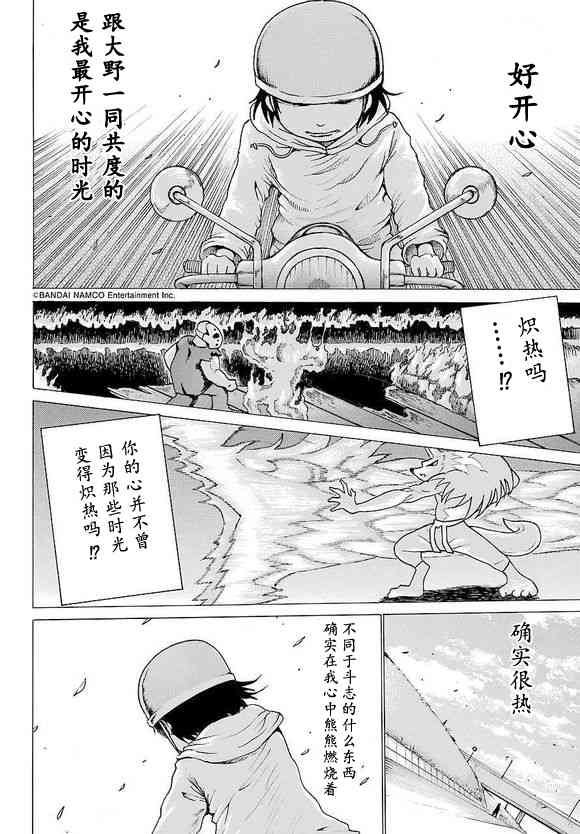 好开心
跟大野一同共度的
是我最开心的时光
©BANDAI NAMCO Entertainment Inc.
炽热吗
……!?
你的心并不曾
因为那些时光
变得炽热吗!?
确实很热
不同于斗志的什么东西
确实在我心中熊熊燃烧着